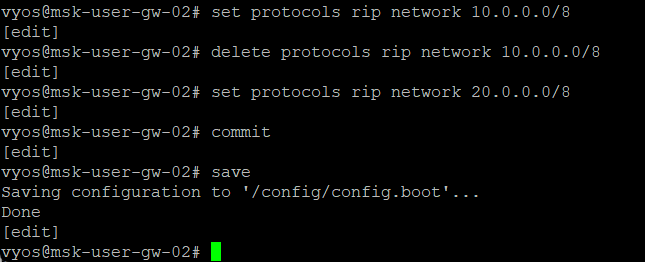 vyos@msk-user-gw-02# set protocols rip network 10.0.0.0/8
[edit]
vyos@msk-user-gw-02# delete protocols rip network 10.0.0.0/8
[edit]
vyos@msk-user-gw-02# set protocols rip network 20.0.0.0/8
[edit]
vyos@msk-user-gw-02# commit
[edit]
vyos@msk-user-gw-02# save
Saving configuration to '/config/config.boot'...
Done
[edit]
vyos@msk-user-gw-02#